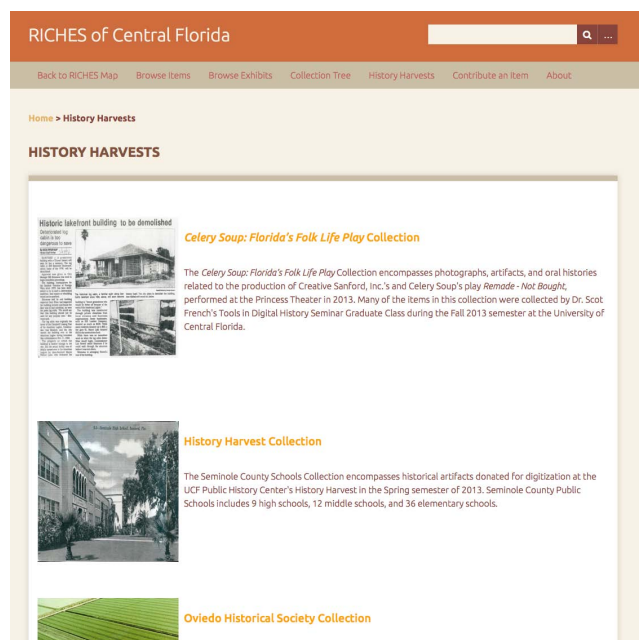 RICHES of Central Florida
...
Back to RICHES Map Browse Items Browse Exhibits Collection Tree History Harvests Contribute an Item About
Home > History Harvests
HISTORY HARVESTS
Historic lakefront building to be demolished
Deteriorated log
cabin is too
dangerous to save
Celery Soup: Florida's Folk Life Play Collection
The Celery Soup: Florida's Folk Life Play Collection encompasses photographs, artifacts, and oral histories
related to the production of Creative Sanford, Inc.'s and Celery Soup's play Remade - Not Bought,
performed at the Princess Theater in 2013. Many of the items in this collection were collected by Dr. Scot
French's Tools in Digital History Seminar Graduate Class during the Fall 2013 semester at the University of
Central Florida.
History Harvest Collection
The Seminole County Schools Collection encompasses historical artifacts donated for digitization at the
UCF Public History Center's History Harvest in the Spring semester of 2013. Seminole County Public
Schools includes 9 high schools, 12 middle schools, and 36 elementary schools.
Oviedo Historical Society Collection